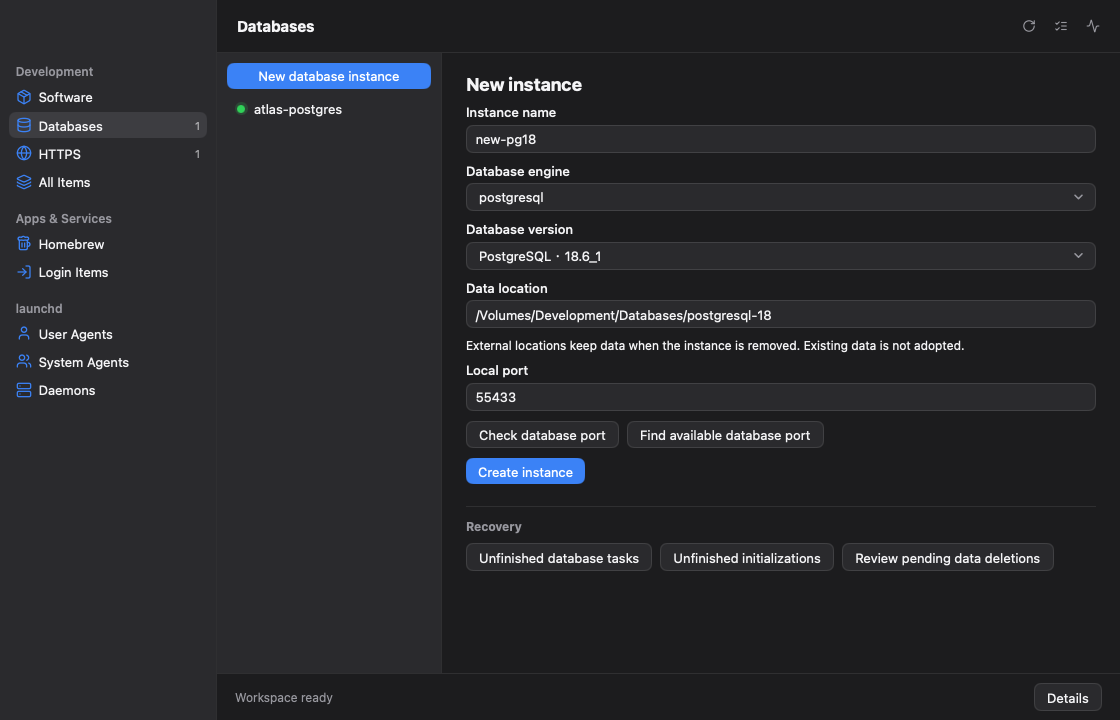 Databases
Development
Software
Databases 1
HTTPS 1
All Items
Apps & Services
Homebrew
Login Items
launchd
User Agents
System Agents
Daemons
New database instance
atlas-postgres
New instance
Instance name
new-pg18
Database engine
postgresql
Database version
PostgreSQL · 18.6_1
Data location
/Volumes/Development/Databases/postgresql-18
External locations keep data when the instance is removed. Existing data is not adopted.
Local port
55433
Check database port Find available database port
Create instance
Recovery
Unfinished database tasks Unfinished initializations Review pending data deletions
Workspace ready Details